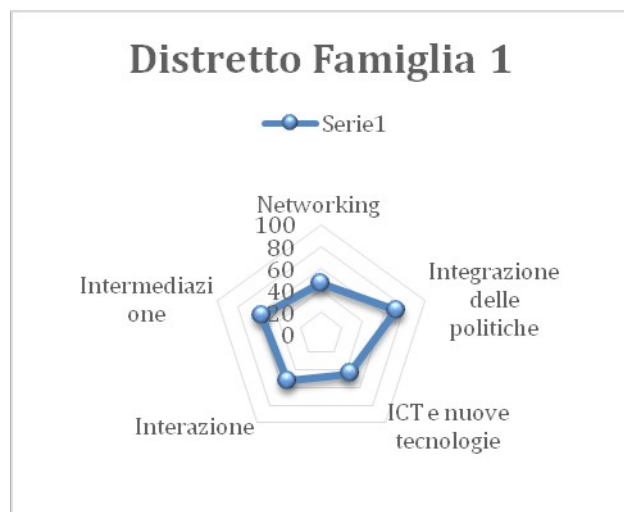 Distretto Famiglia 1
Serie1
Networking
100
80
60
40
20
0
Integrazione
delle
politiche
ICT e nuove
tecnologie
Interazione
Intermediazi
one